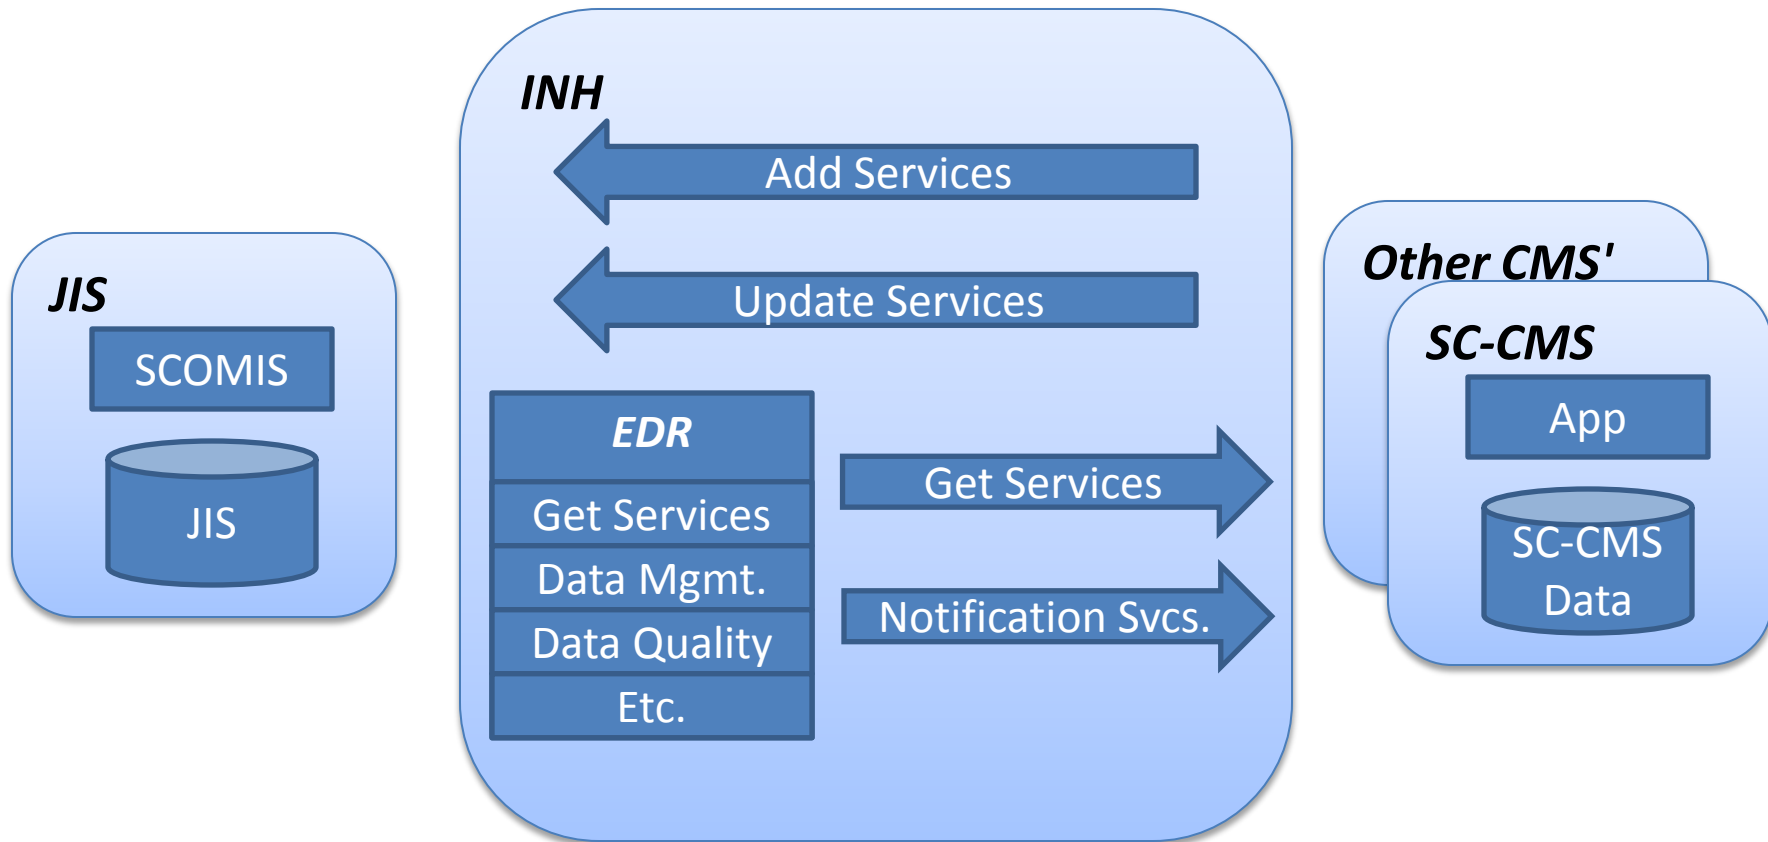 INH
Add Services
Update Services
EDR
Get Services
Data Mgmt.
Data Quality
Etc.
Get Services
Notification Svcs.
JIS
SCOMIS
JIS
Other CMS'
SC-CMS
App
SC-CMS
Data